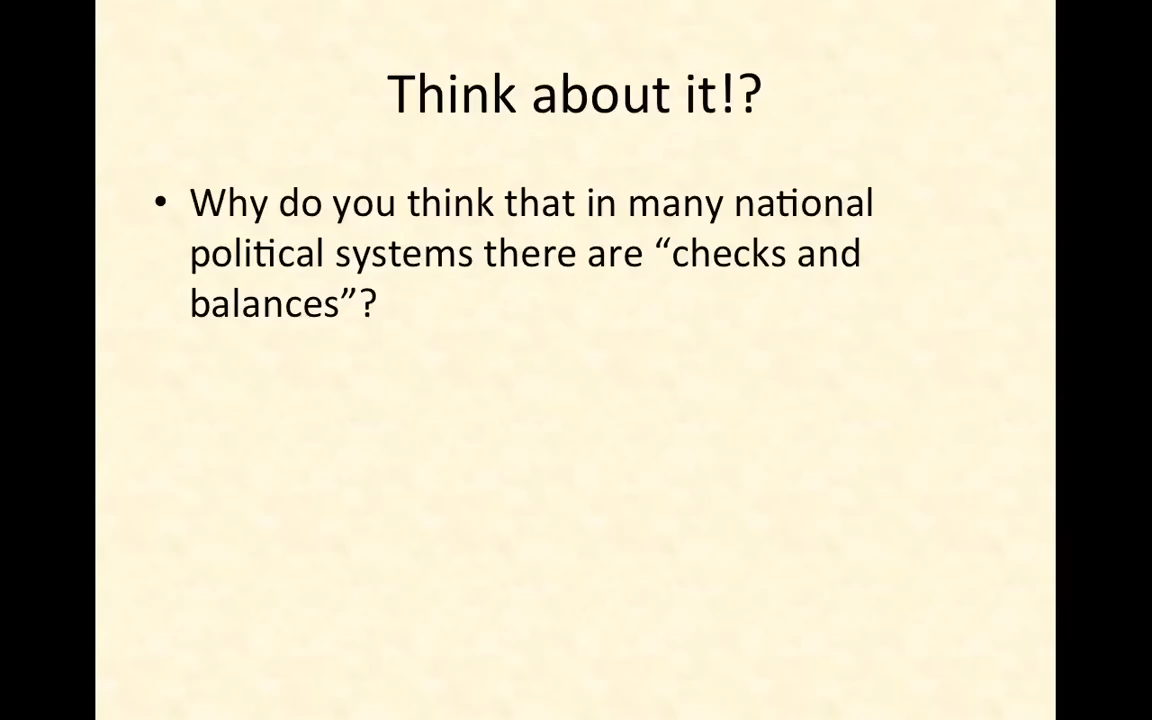 Think about it!?
• Why do you think that in many national
political systems there are “checks and
balances”?